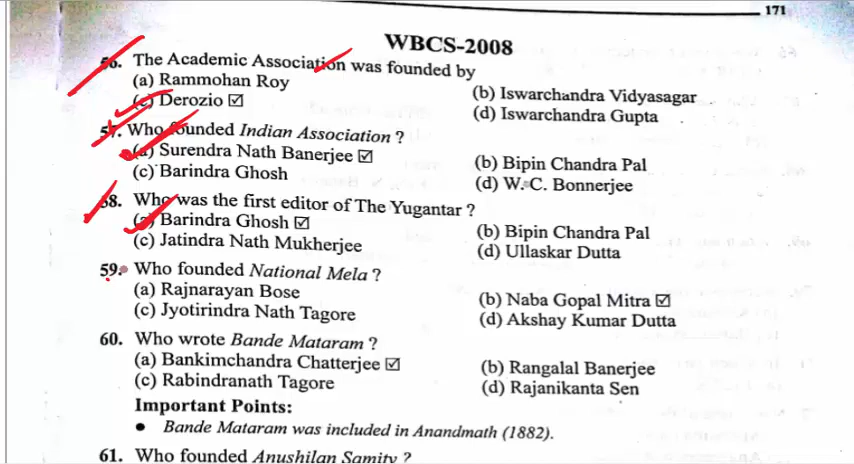 171
WBCS-2008
56. The Academic Association was founded by
(a) Rammohan Roy (b) Iswarchandra Vidyasagar
(c) Derozio ☑ (d) Iswarchandra Gupta
57. Who founded Indian Association ?
(a) Surendra Nath Banerjee ☑ (b) Bipin Chandra Pal
(c) Barindra Ghosh (d) W. C. Bonnerjee
58. Who was the first editor of The Yugantar ?
(a) Barindra Ghosh ☑ (b) Bipin Chandra Pal
(c) Jatindra Nath Mukherjee (d) Ullaskar Dutta
59. Who founded National Mela ?
(a) Rajnarayan Bose (b) Naba Gopal Mitra ☑
(c) Jyotirindra Nath Tagore (d) Akshay Kumar Dutta
60. Who wrote Bande Mataram ?
(a) Bankimchandra Chatterjee ☑ (b) Rangalal Banerjee
(c) Rabindranath Tagore (d) Rajanikanta Sen
Important Points:
● Bande Mataram was included in Anandmath (1882).
61. Who founded Anushilan Samity ?